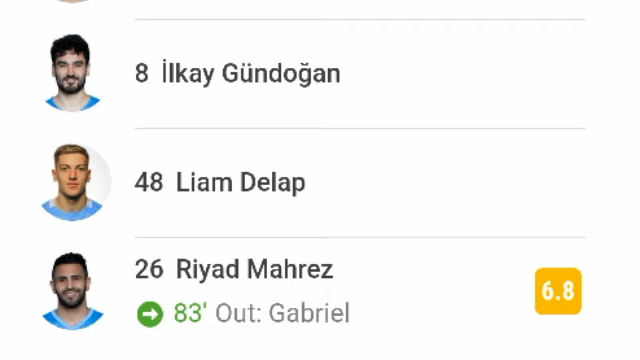 8 İlkay Gündoğan
48 Liam Delap
26 Riyad Mahrez
83' Out: Gabriel
6.8